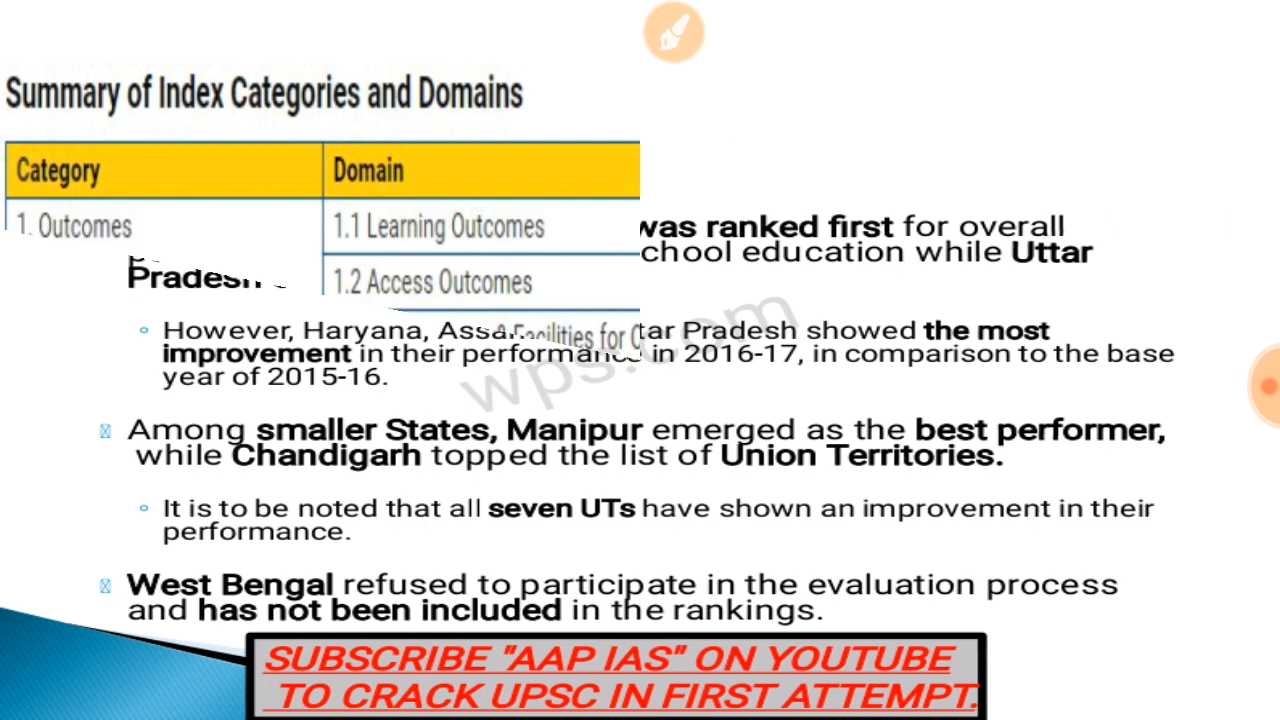 Summary of Index Categories and Domains
Category Domain
1. Outcomes 1.1 Learning Outcomes
was ranked first for overall
school education while Uttar
Pradesh
1.2 Access Outcomes
Facilities for
However, Haryana, Pradesh showed the most
improvement in their performance in 2016-17, in comparison to the base
year of 2015-16.
wps.com
Among smaller States, Manipur emerged as the best performer,
while Chandigarh topped the list of Union Territories.
It is to be noted that all seven UTs have shown an improvement in their
performance.
West Bengal refused to participate in the evaluation process
and has not been included in the rankings.
SUBSCRIBE "AAP IAS" ON YOUTUBE
TO CRACK UPSC IN FIRST ATTEMPT.